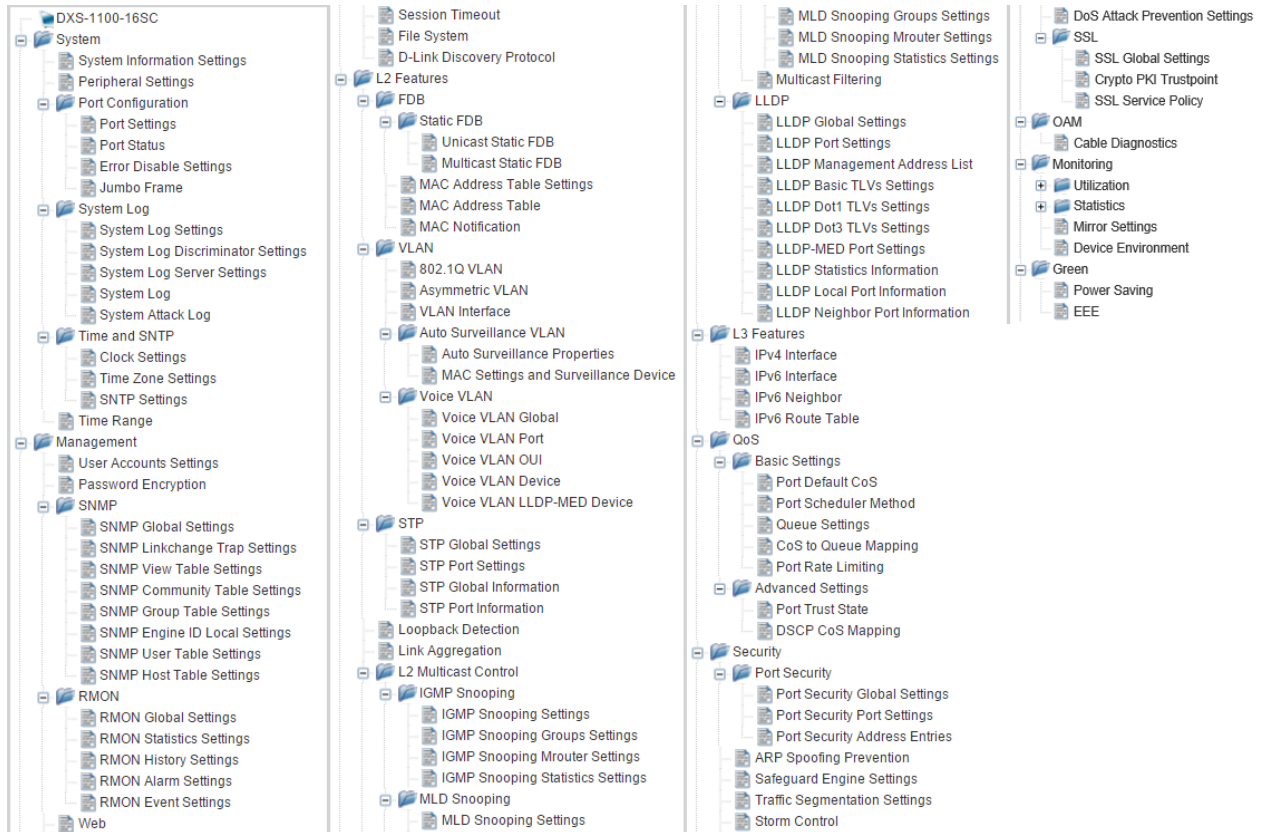 DXS-1100-16SC
System
System Information Settings
Peripheral Settings
Port Configuration
Port Settings
Port Status
Error Disable Settings
Jumbo Frame
System Log
System Log Settings
System Log Discriminator Settings
System Log Server Settings
System Log
System Attack Log
Time and SNTP
Clock Settings
Time Zone Settings
SNTP Settings
Time Range
Management
User Accounts Settings
Password Encryption
SNMP
SNMP Global Settings
SNMP Linkchange Trap Settings
SNMP View Table Settings
SNMP Community Table Settings
SNMP Group Table Settings
SNMP Engine ID Local Settings
SNMP User Table Settings
SNMP Host Table Settings
RMON
RMON Global Settings
RMON Statistics Settings
RMON History Settings
RMON Alarm Settings
RMON Event Settings
Web
Session Timeout
File System
D-Link Discovery Protocol
L2 Features
FDB
Static FDB
Unicast Static FDB
Multicast Static FDB
MAC Address Table Settings
MAC Address Table
MAC Notification
VLAN
802.1Q VLAN
Asymmetric VLAN
VLAN Interface
Auto Surveillance VLAN
Auto Surveillance Properties
MAC Settings and Surveillance Device
Voice VLAN
Voice VLAN Global
Voice VLAN Port
Voice VLAN OUI
Voice VLAN Device
Voice VLAN LLDP-MED Device
STP
STP Global Settings
STP Port Settings
STP Global Information
STP Port Information
Loopback Detection
Link Aggregation
L2 Multicast Control
IGMP Snooping
IGMP Snooping Settings
IGMP Snooping Groups Settings
IGMP Snooping Mrouter Settings
IGMP Snooping Statistics Settings
MLD Snooping
MLD Snooping Settings
MLD Snooping Groups Settings
MLD Snooping Mrouter Settings
MLD Snooping Statistics Settings
Multicast Filtering
LLDP
LLDP Global Settings
LLDP Port Settings
LLDP Management Address List
LLDP Basic TLVs Settings
LLDP Dot1 TLVs Settings
LLDP Dot3 TLVs Settings
LLDP-MED Port Settings
LLDP Statistics Information
LLDP Local Port Information
LLDP Neighbor Port Information
L3 Features
IPv4 Interface
IPv6 Interface
IPv6 Neighbor
IPv6 Route Table
QoS
Basic Settings
Port Default CoS
Port Scheduler Method
Queue Settings
CoS to Queue Mapping
Port Rate Limiting
Advanced Settings
Port Trust State
DSCP CoS Mapping
Security
Port Security
Port Security Global Settings
Port Security Port Settings
Port Security Address Entries
ARP Spoofing Prevention
Safeguard Engine Settings
Traffic Segmentation Settings
Storm Control
DoS Attack Prevention Settings
SSL
SSL Global Settings
Crypto PKI Trustpoint
SSL Service Policy
OAM
Cable Diagnostics
Monitoring
Utilization
Statistics
Mirror Settings
Device Environment
Green
Power Saving
EEE